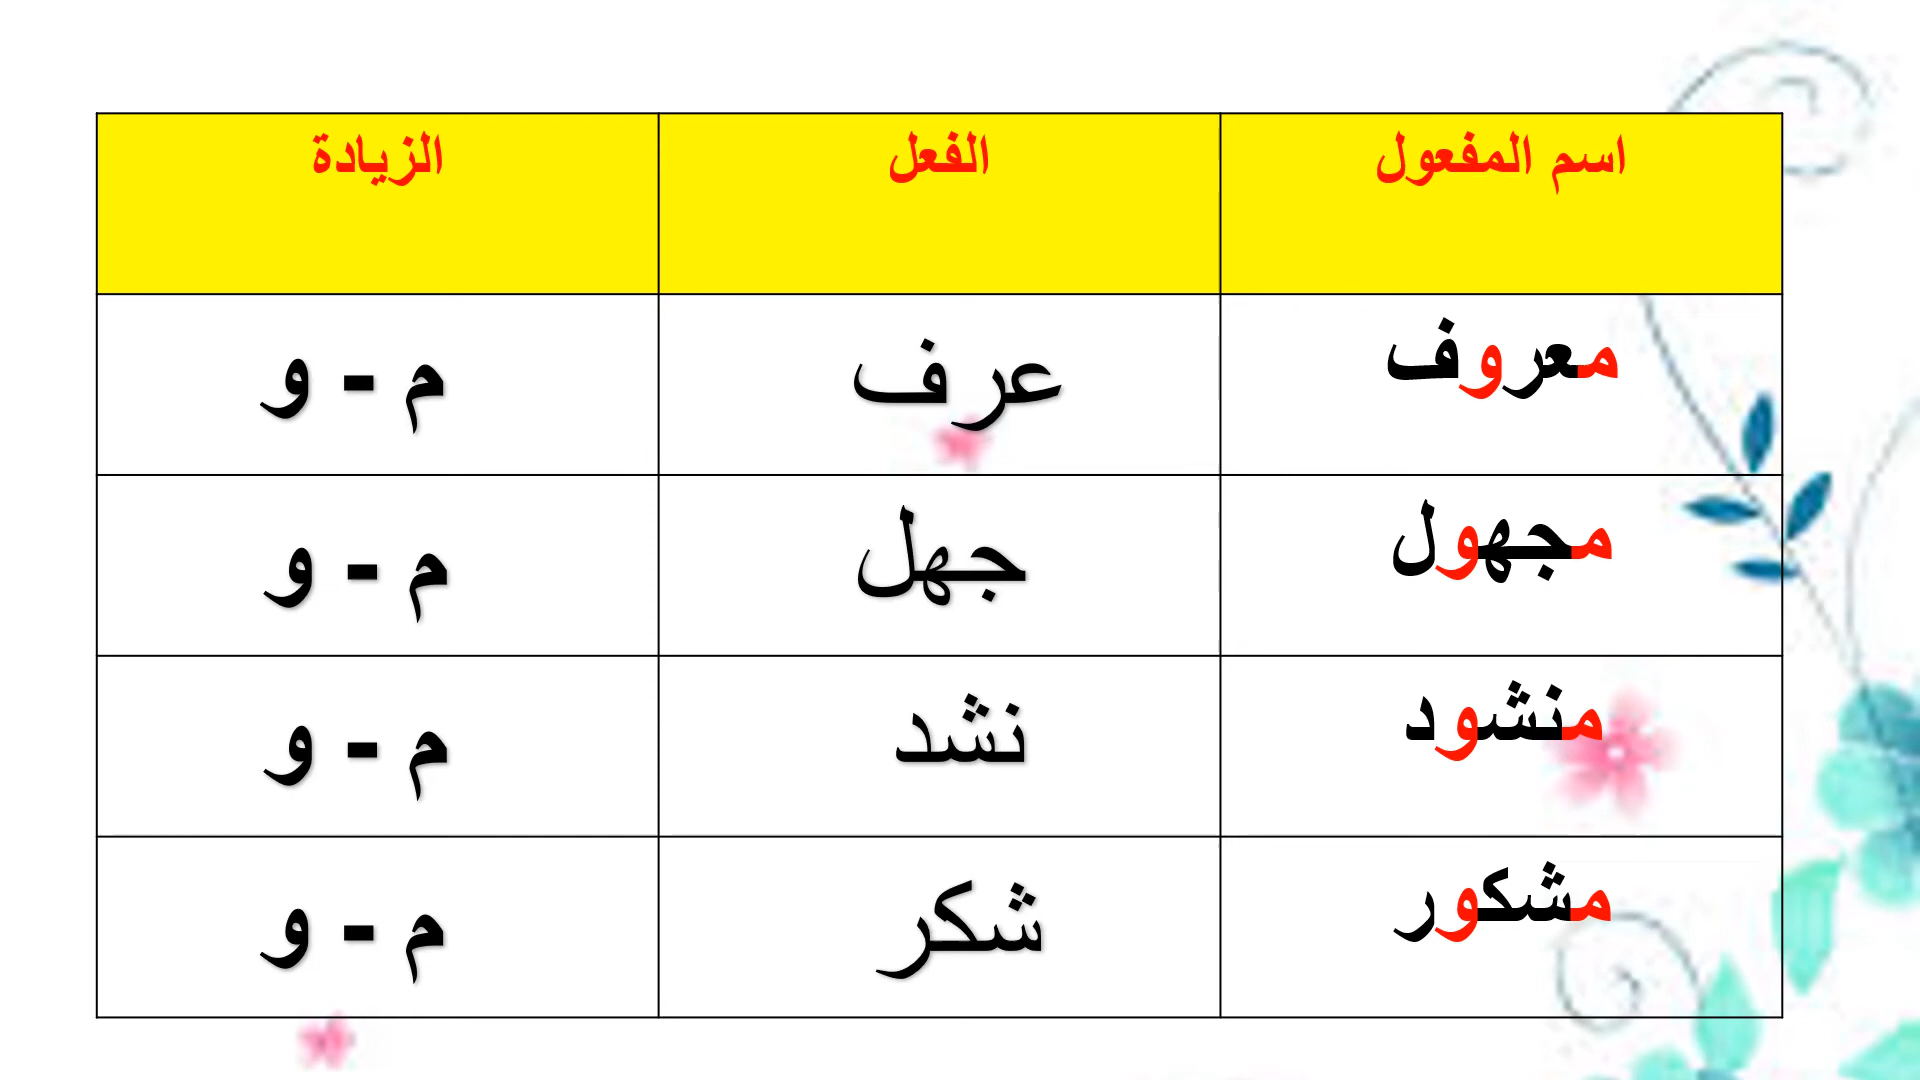 اسم المفعول الفعل الزيادة
معروف عرف م - و
مجهول جهل م - و
منشود نشد م - و
مشكور شكر م - و